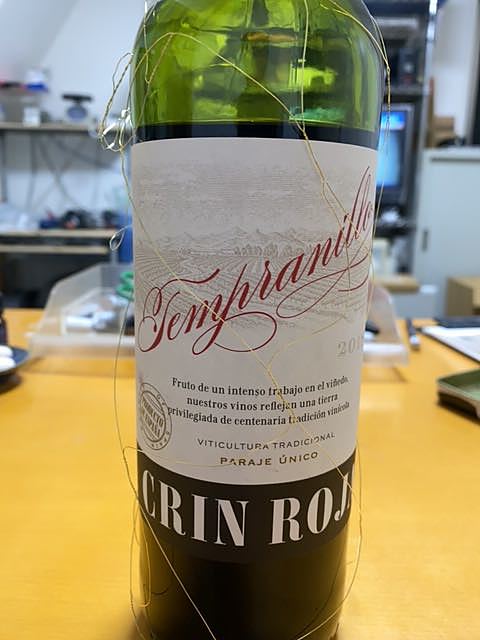 Tempranillo
Fruto de un intenso trabajo en el viñedo,
nuestros vinos reflejan una tierra
privilegiada de centenaria tradición vinícola
VITICULTURA TRADICIONAL
PARAJE ÚNICO
CRIN ROJ